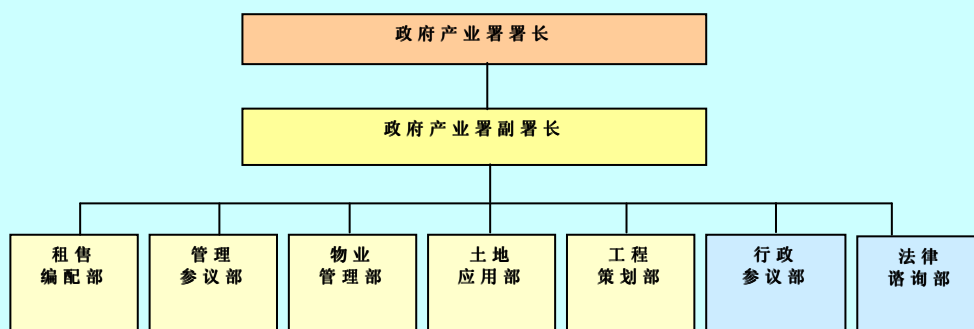 政府产业署署长
政府产业署副署长
租售
编配部
管理
参议部
物业
管理部
土地
应用部
工程
策划部
行政
参议部
法律
谘询部